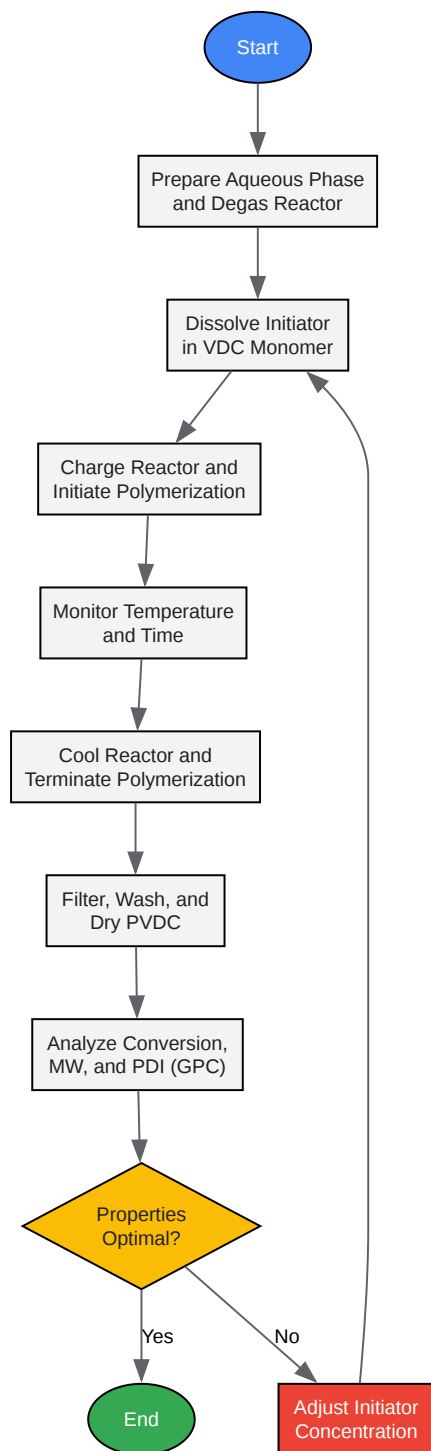 Start
Prepare Aqueous Phase
and Degas Reactor
Dissolve Initiator
in VDC Monomer
Charge Reactor and
Initiate Polymerization
Monitor Temperature
and Time
Cool Reactor and
Terminate Polymerization
Filter, Wash, and
Dry PVDC
Analyze Conversion,
MW, and PDI (GPC)
Properties
Optimal?
Yes
No
End
Adjust Initiator
Concentration